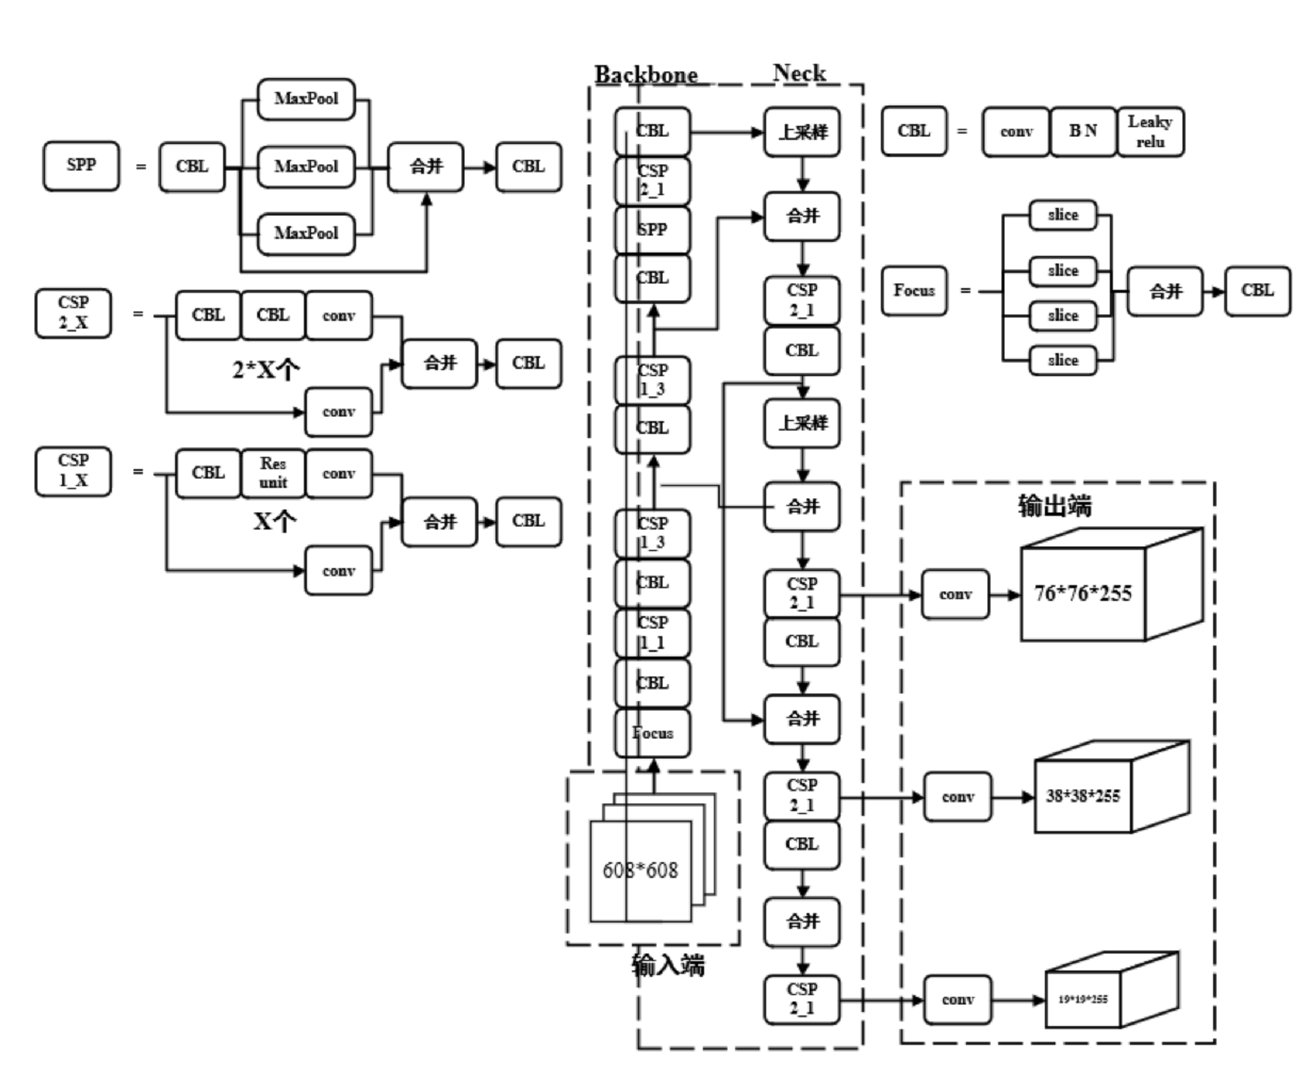 SPP
=
CBL
MaxPool
MaxPool
MaxPool
合并
CBL
CSP
2_X
=
CBL
CBL
conv
2*X个
conv
合并
CBL
CSP
1_X
=
CBL
Res
unit
conv
X个
conv
合并
CBL
Backbone
CBL
CSP
2_1
SPP
CBL
CSP
1_3
CBL
CSP
1_3
CBL
CSP
1_1
CBL
Focus
608*608
输入端
Neck
上采样
合并
CSP
2_1
CBL
上采样
合并
CSP
2_1
CBL
合并
CSP
2_1
CBL
合并
CSP
2_1
CBL
=
conv
B N
Leaky
relu
Focus
=
slice
slice
slice
slice
合并
CBL
输出端
conv
76*76*255
conv
38*38*255
conv
19*19*255